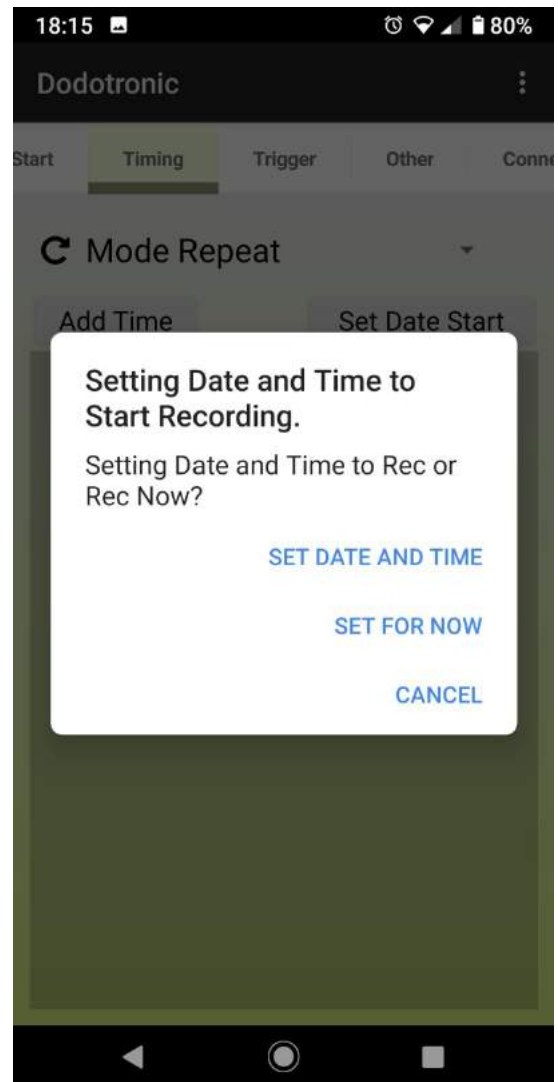 18:15 80%
Dodotronic
Start Timing Trigger Other Conne
Mode Repeat
Add Time Set Date Start
Setting Date and Time to
Start Recording.
Setting Date and Time to Rec or
Rec Now?
SET DATE AND TIME
SET FOR NOW
CANCEL